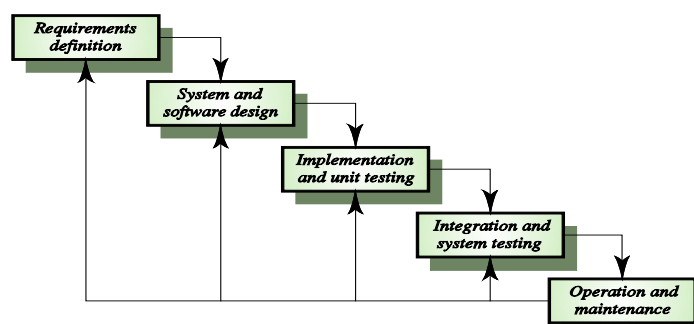 Requirements
definition
System and
software design
Implementation
and unit testing
Integration and
system testing
Operation and
maintenance